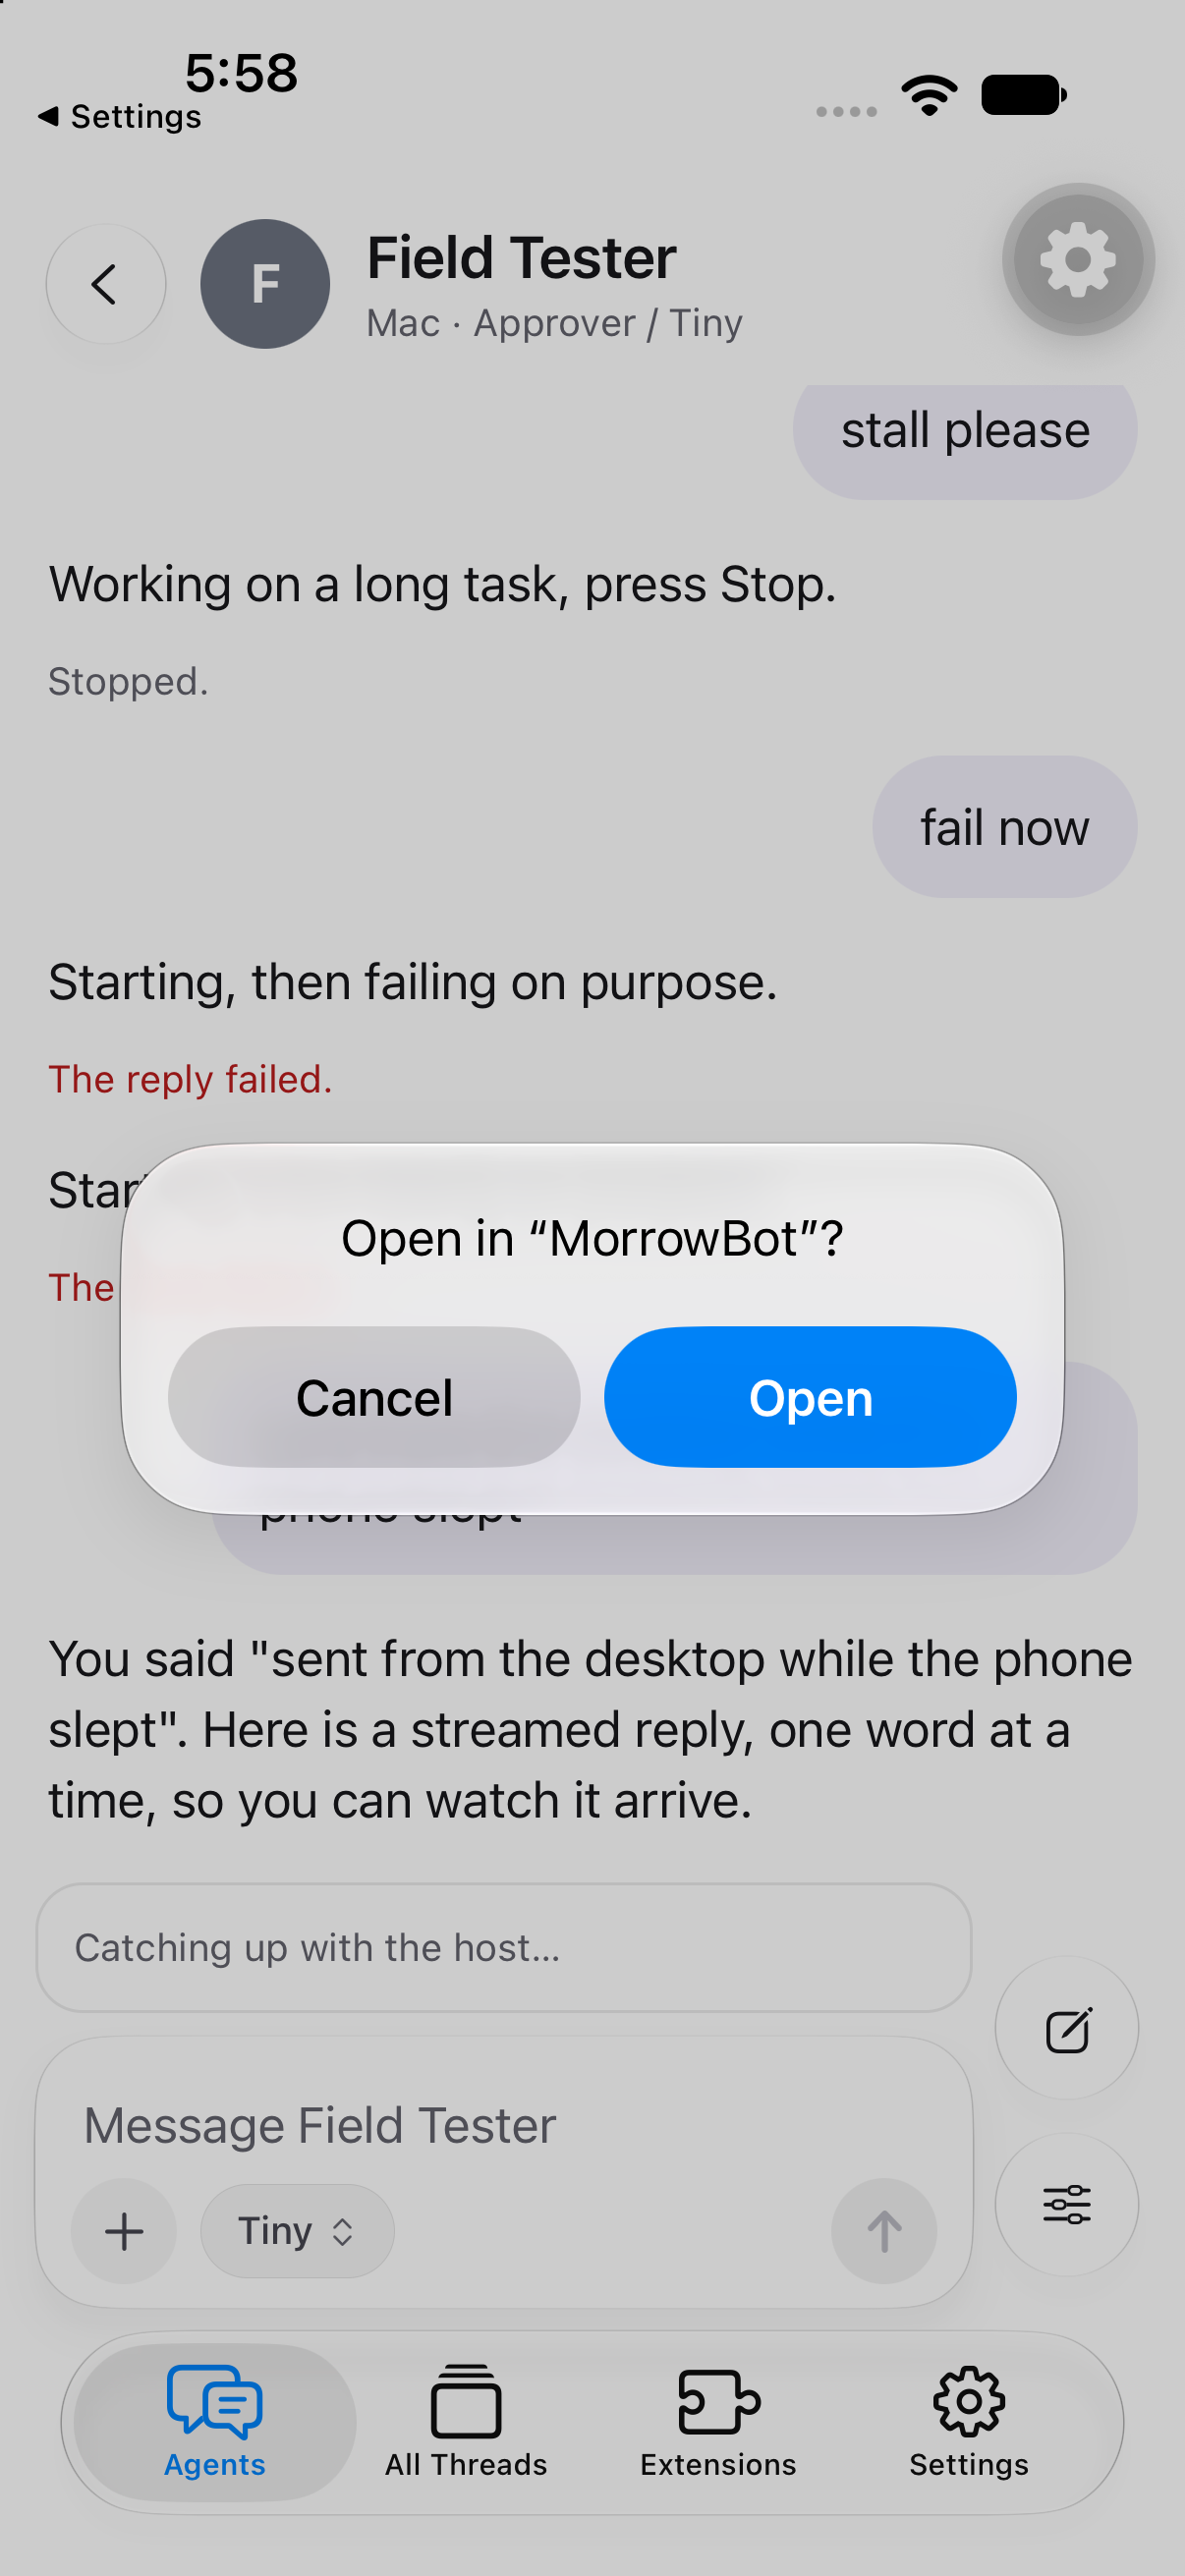 5:58
Settings
F
Field Tester
Mac · Approver / Tiny
stall please
Working on a long task, press Stop.
Stopped.
fail now
Starting, then failing on purpose.
The reply failed.
The
Open in “MorrowBot”?
Cancel
Open
phone slept
You said "sent from the desktop while the phone
slept". Here is a streamed reply, one word at a
time, so you can watch it arrive.
Catching up with the host...
Message Field Tester
Tiny
Agents
All Threads
Extensions
Settings